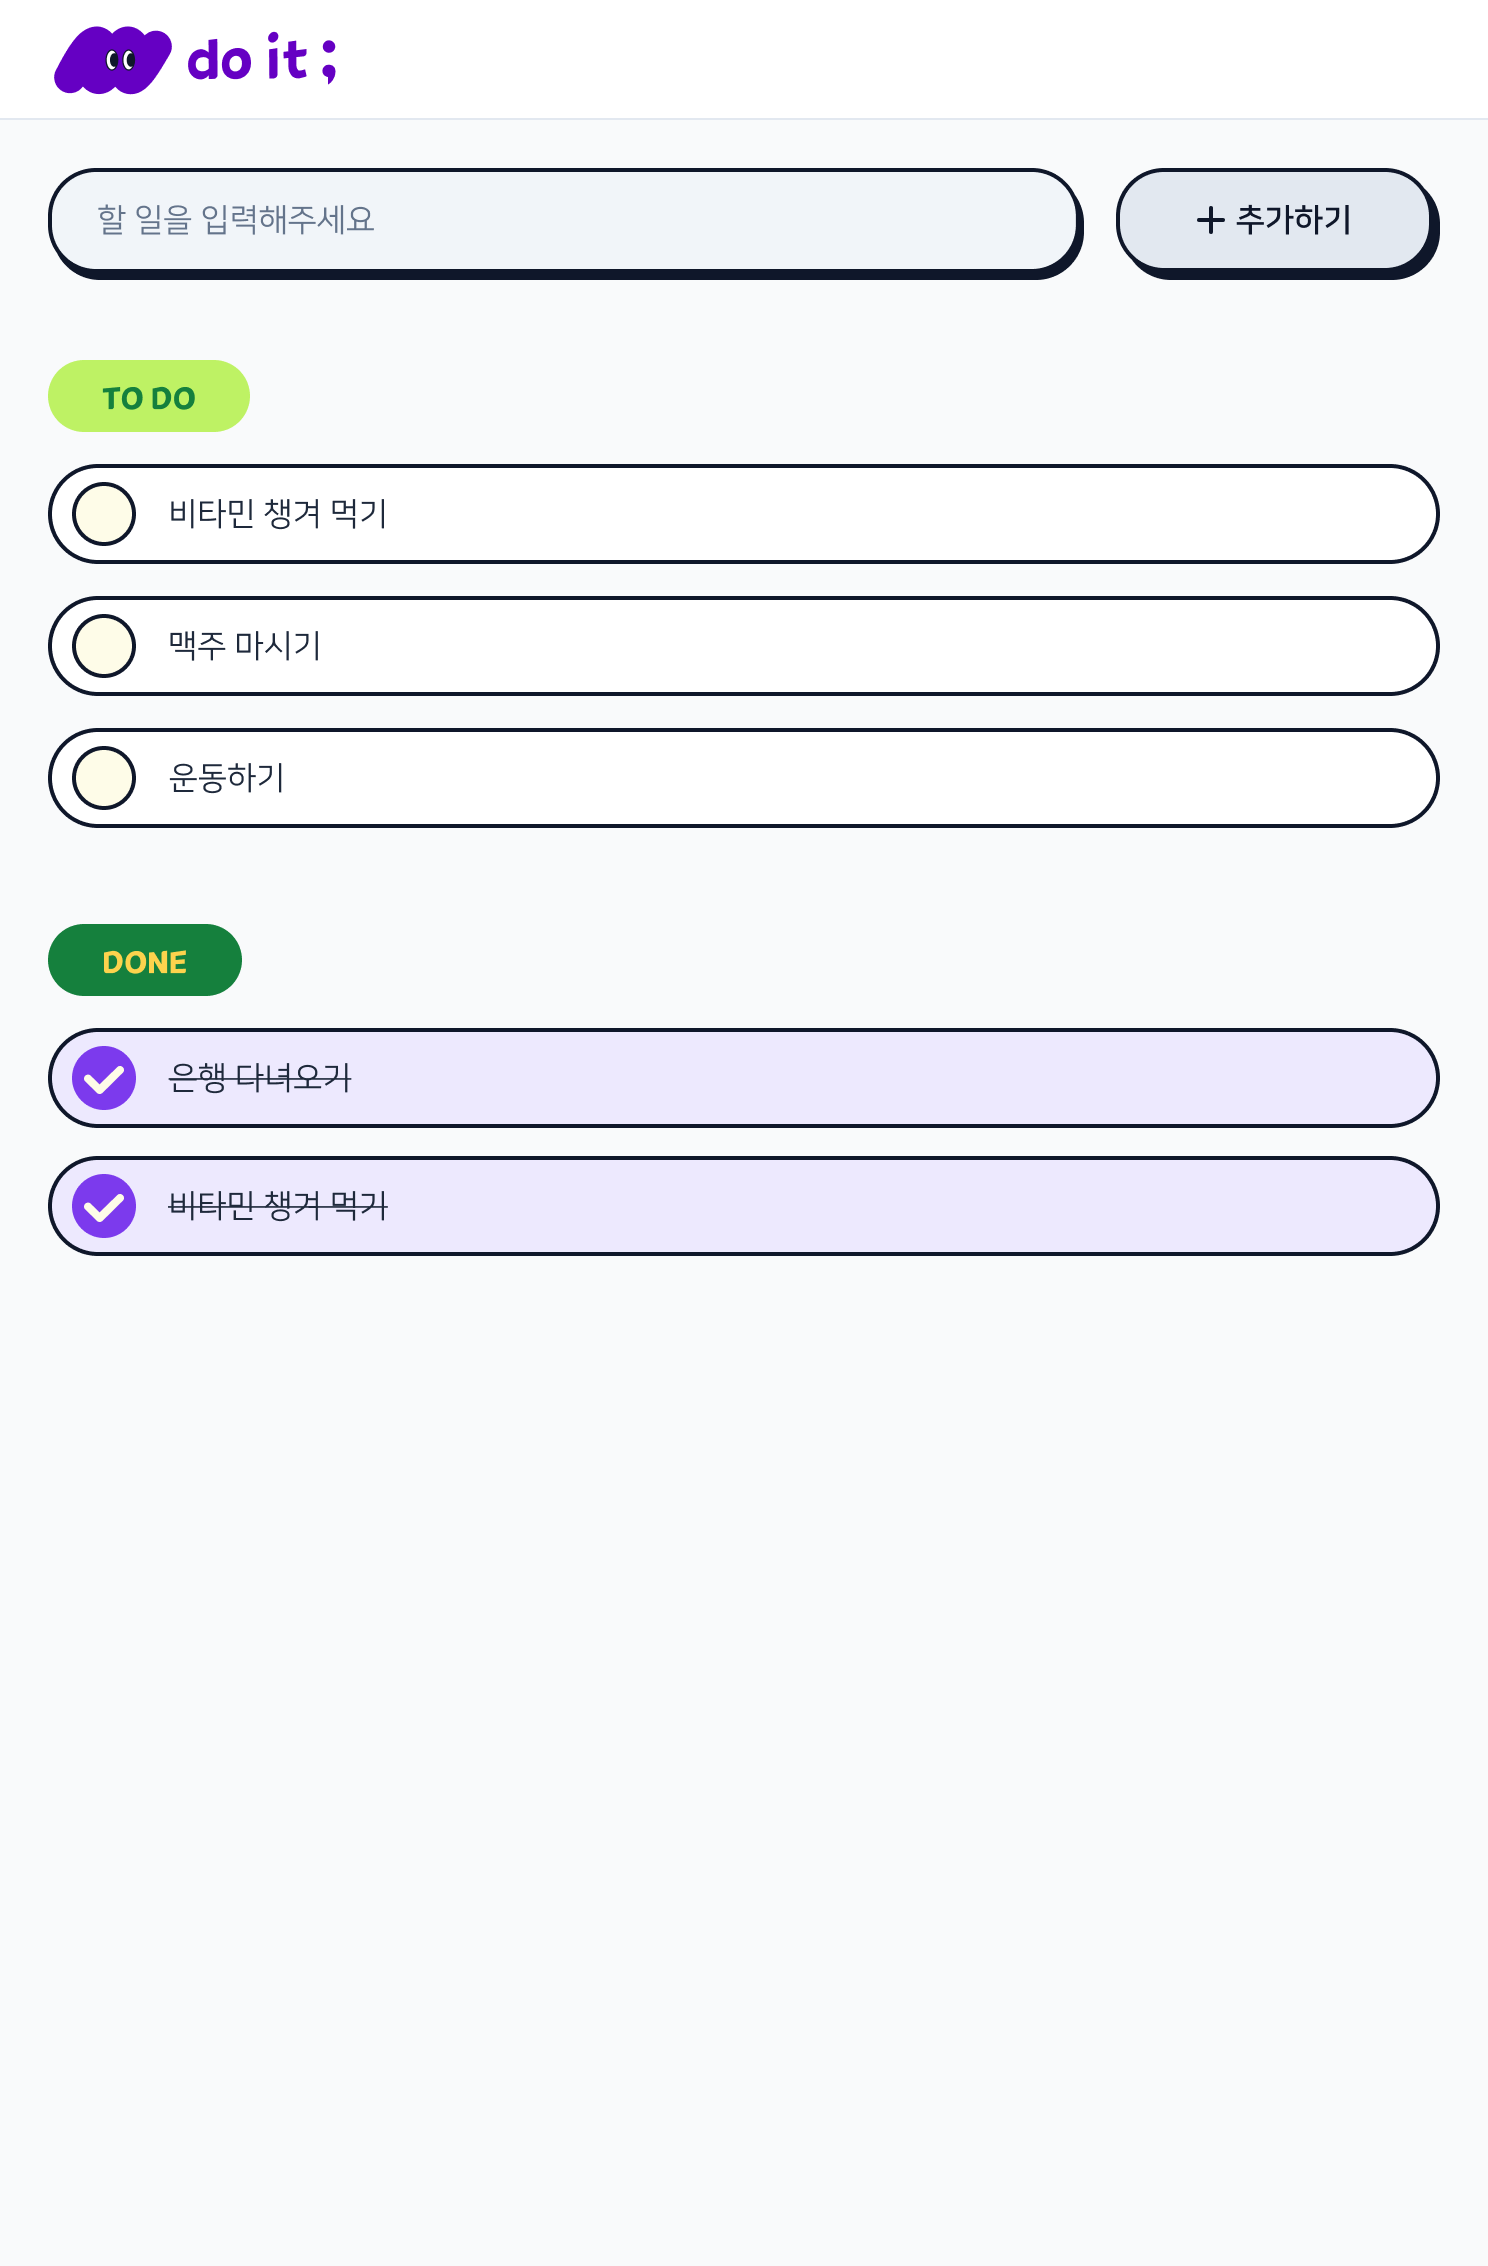 do it ;
할 일을 입력해주세요
+ 추가하기
TO DO
비타민 챙겨 먹기
맥주 마시기
운동하기
DONE
은행 다녀오기
비타민 챙겨 먹기